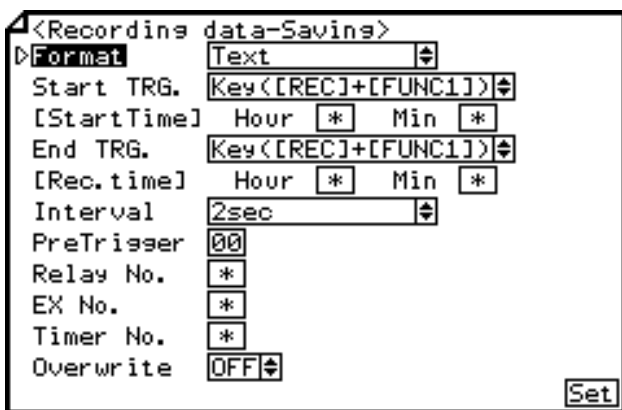 <Recording data-Saving>
Format Text
Start TRG. Key([REC]+[FUNC1])
[StartTime] Hour * Min *
End TRG. Key([REC]+[FUNC1])
[Rec.time] Hour * Min *
Interval 2sec
PreTrigger 00
Relay No. *
EX No. *
Timer No. *
Overwrite OFF
Set